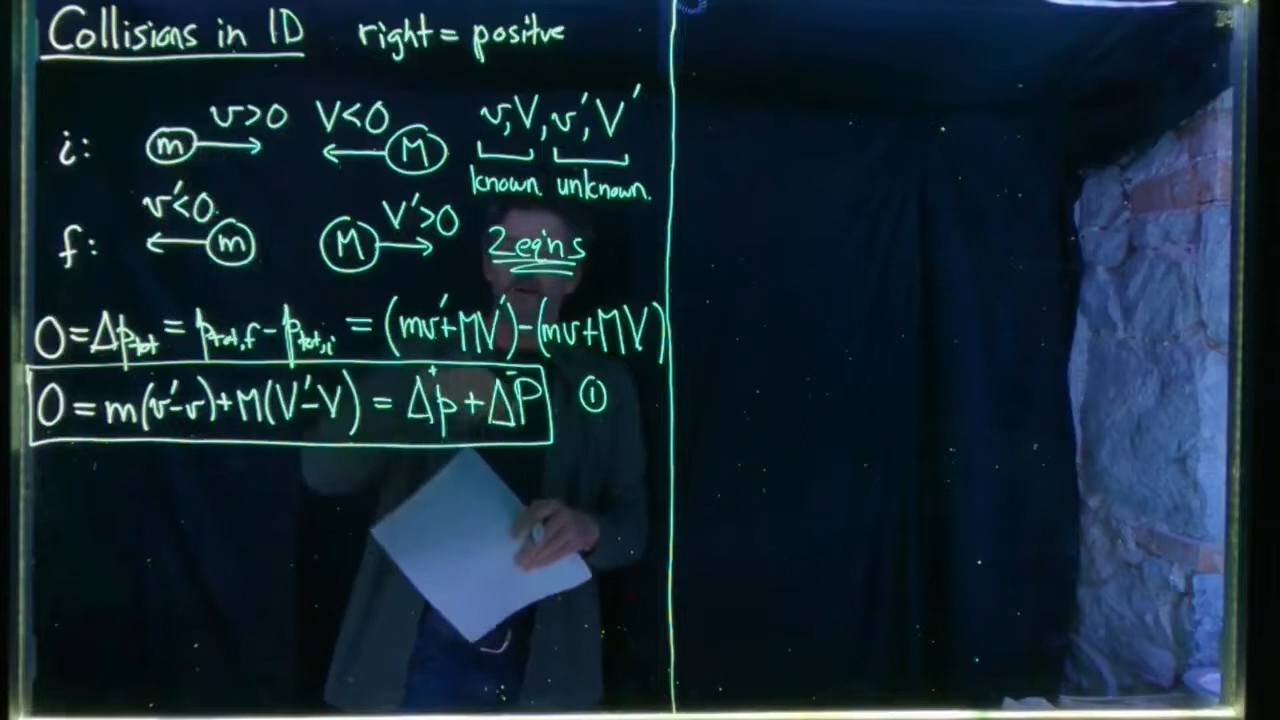 Collisions in 1D right = positive
i: m v>0 V<0 M v, V, v', V'
known. unknown.
f: v'<0 m M V'>0 2 eqns
0 = Δp_tot = p_tot,f - p_tot,i = (mv'+MV') - (mv+MV)
0 = m(v'-v)+M(V'-V) = Δp⁺ + ΔP⁻ ①